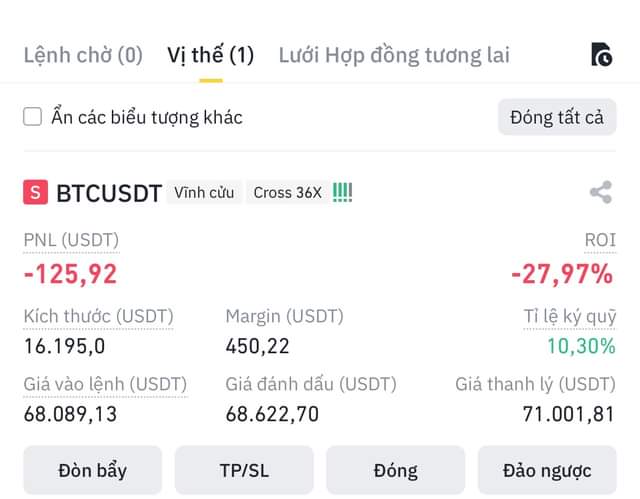 Lệnh chờ (0) Vị thế (1) Lưới Hợp đồng tương lai
Ẩn các biểu tượng khác Đóng tất cả
S BTCUSDT Vĩnh cửu Cross 36X !!!!
PNL (USDT) ROI
-125,92 -27,97%
Kích thước (USDT) Margin (USDT) Tỉ lệ ký quỹ
16.195,0 450,22 10,30%
Giá vào lệnh (USDT) Giá đánh dấu (USDT) Giá thanh lý (USDT)
68.089,13 68.622,70 71.001,81
Đòn bẩy TP/SL Đóng Đảo ngược